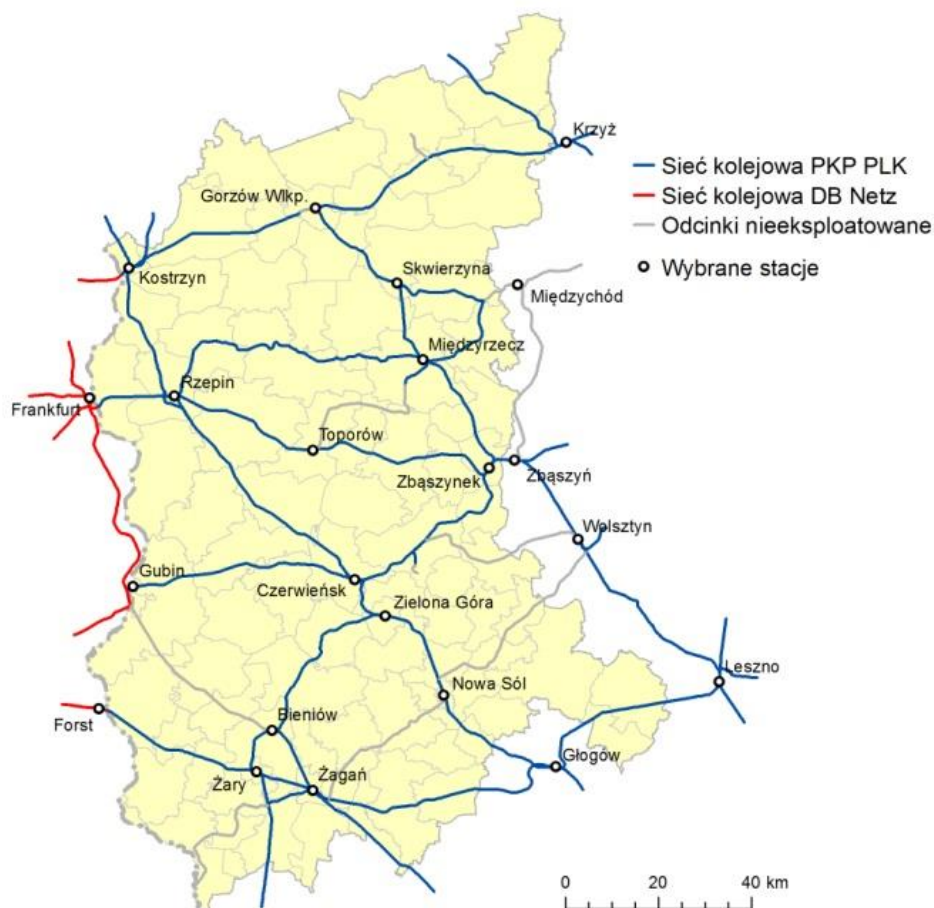 Krzyż
Sieć kolejowa PKP PLK
Sieć kolejowa DB Netz
Odcinki nieeksploatowane
Wybrane stacje
Gorzów Wlkp.
Kostrzyn
Skwierzyna
Międzychód
Międzyrzecz
Rzepin
Frankfurt
Toporów
Zbąszynek
Zbąszyń
Wolsztyn
Gubin
Czerwieńsk
Zielona Góra
Leszno
Nowa Sól
Forst
Bieniów
Głogów
Żary
Żagań
0 20 40 km